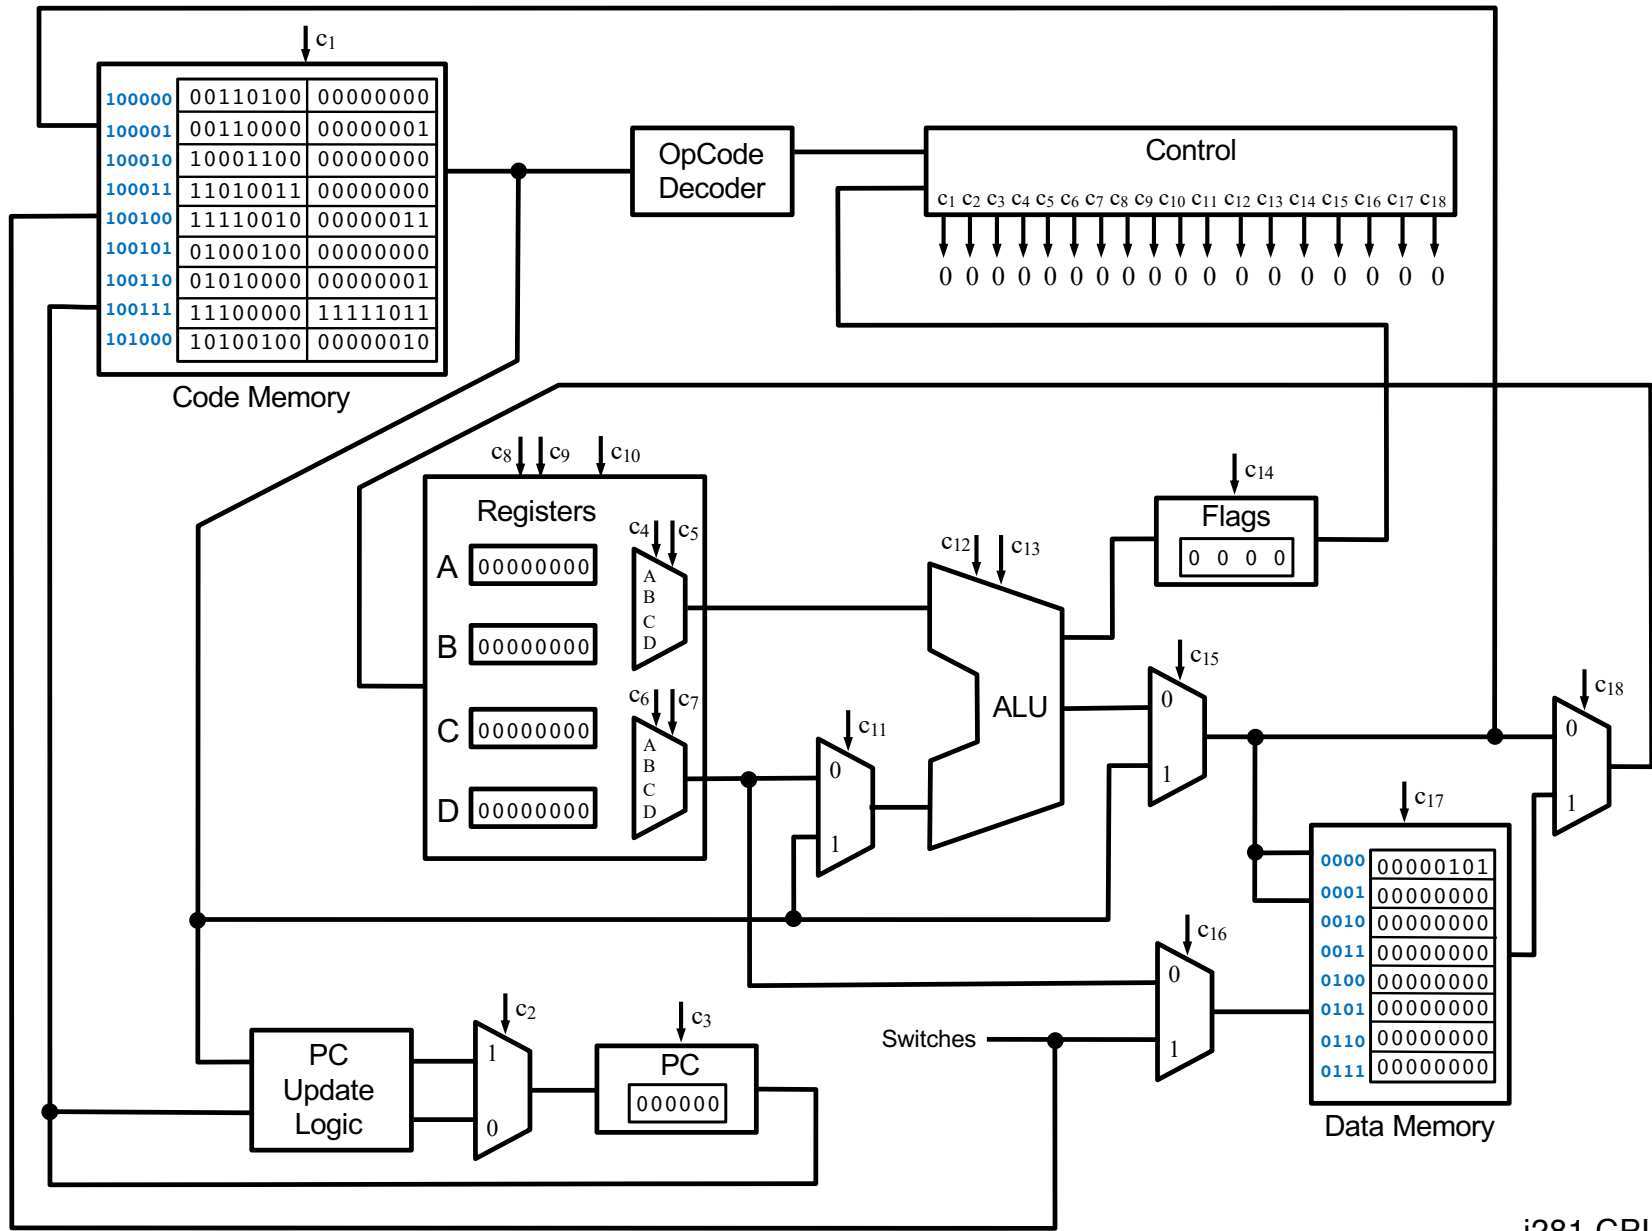 c1
100000 00110100 00000000
100001 00110000 00000001
100010 10001100 00000000
100011 11010011 00000000
100100 11110010 00000011
100101 01000100 00000000
100110 01010000 00000001
100111 11100000 11111011
101000 10100100 00000010
Code Memory
OpCode
Decoder
Control
c1 c2 c3 c4 c5 c6 c7 c8 c9 c10 c11 c12 c13 c14 c15 c16 c17 c18
0 0 0 0 0 0 0 0 0 0 0 0 0 0 0 0 0 0
c8 c9 c10
Registers
A 00000000
B 00000000
C 00000000
D 00000000
c4 c5
A
B
C
D
c6 c7
A
B
C
D
c11
0
1
c12 c13
ALU
c14
Flags
0 0 0 0
c15
0
1
c18
0
1
c17
0000 00000101
0001 00000000
0010 00000000
0011 00000000
0100 00000000
0101 00000000
0110 00000000
0111 00000000
Data Memory
c16
0
1
Switches
PC
Update
Logic
c2
1
0
c3
PC
000000